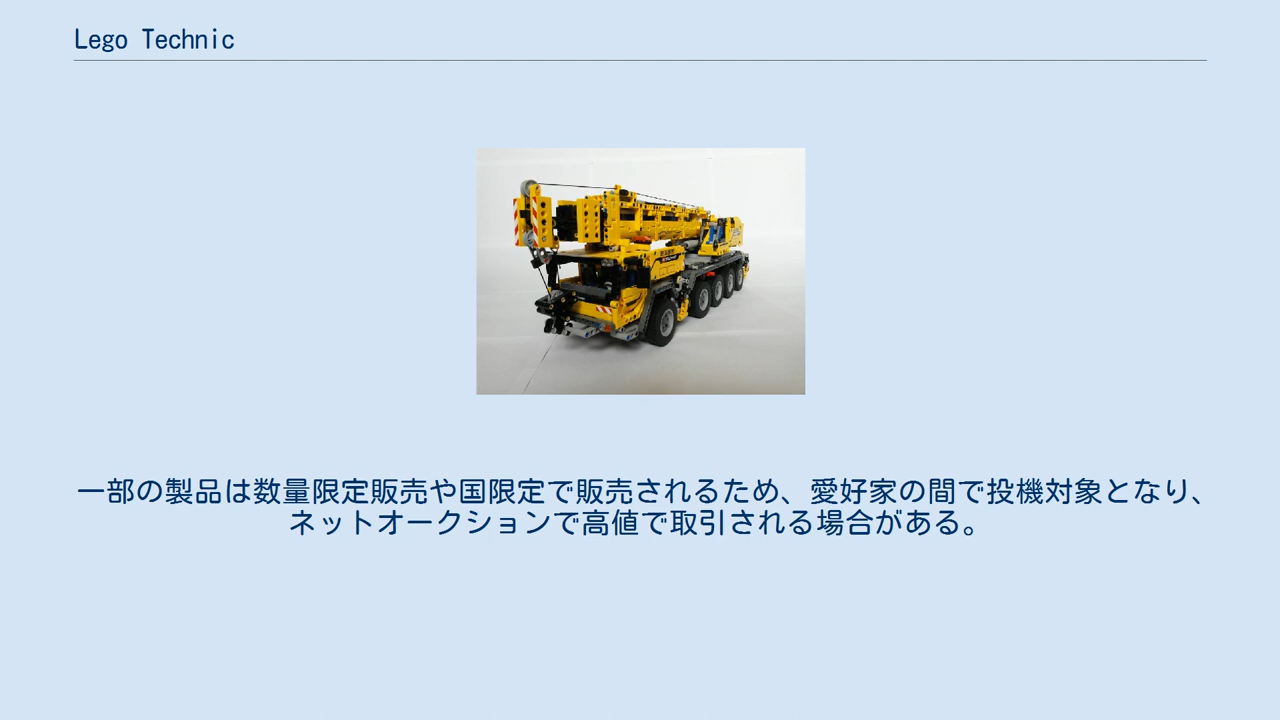 Lego Technic
一部の製品は数量限定販売や国限定で販売されるため、愛好家の間で投機対象となり、
ネットオークションで高値で取引される場合がある。